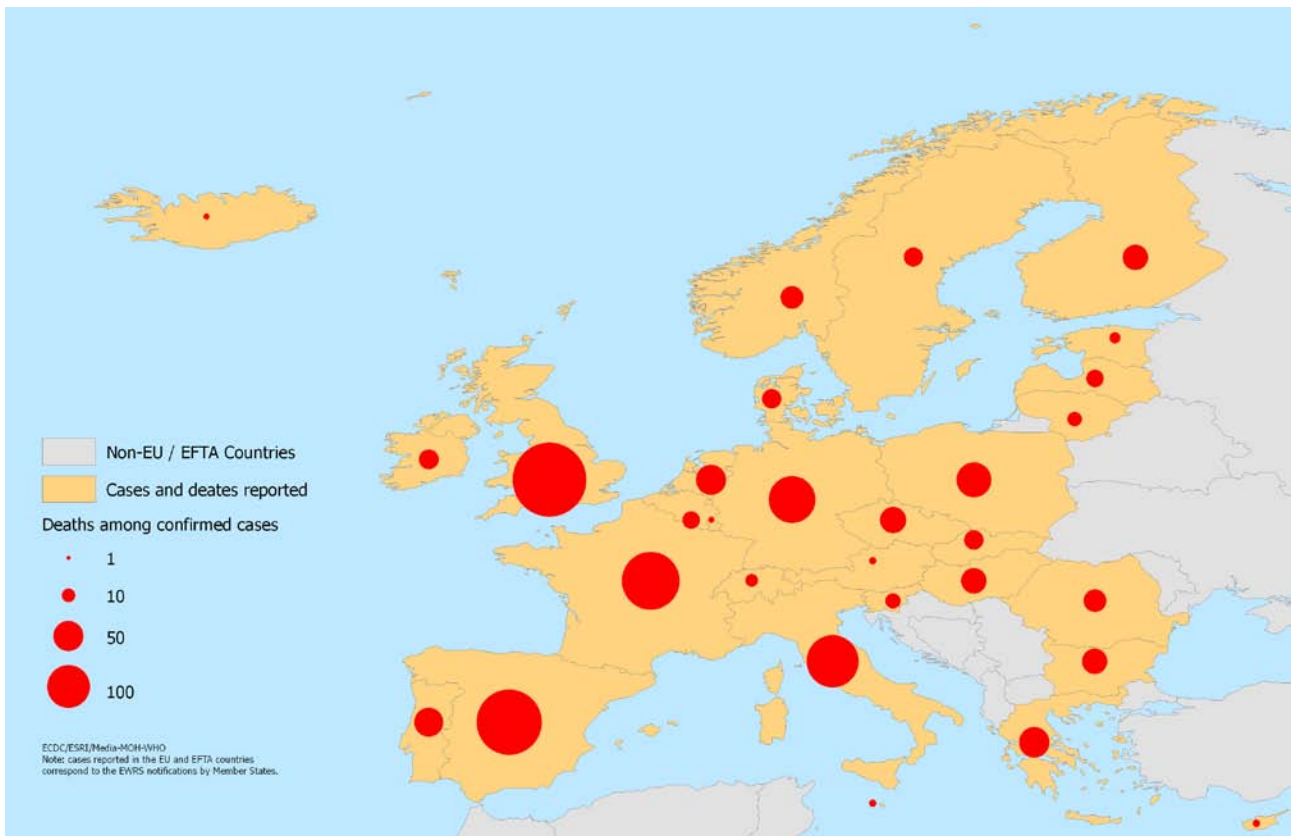 Non-EU / EFTA Countries
Cases and deates reported
Deaths among confirmed cases
1
10
50
100
ECDC/ESRI/Media-MOH-WHO
Note: cases reported in the EU and EFTA countries
correspond to the EWRS notifications by Member States.